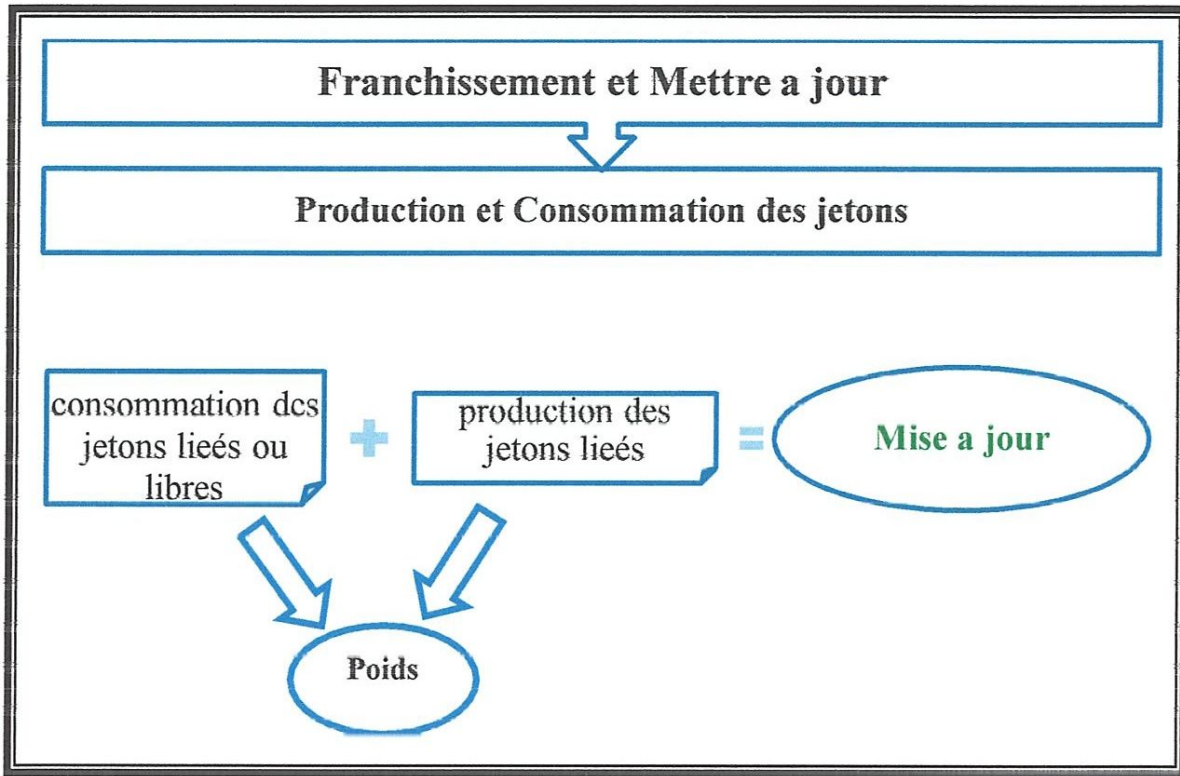 Franchissement et Mettre a jour
Production et Consommation des jetons
consommation des
jetons lieés ou
libres
+
production des
jetons lieés
=
Mise a jour
Poids